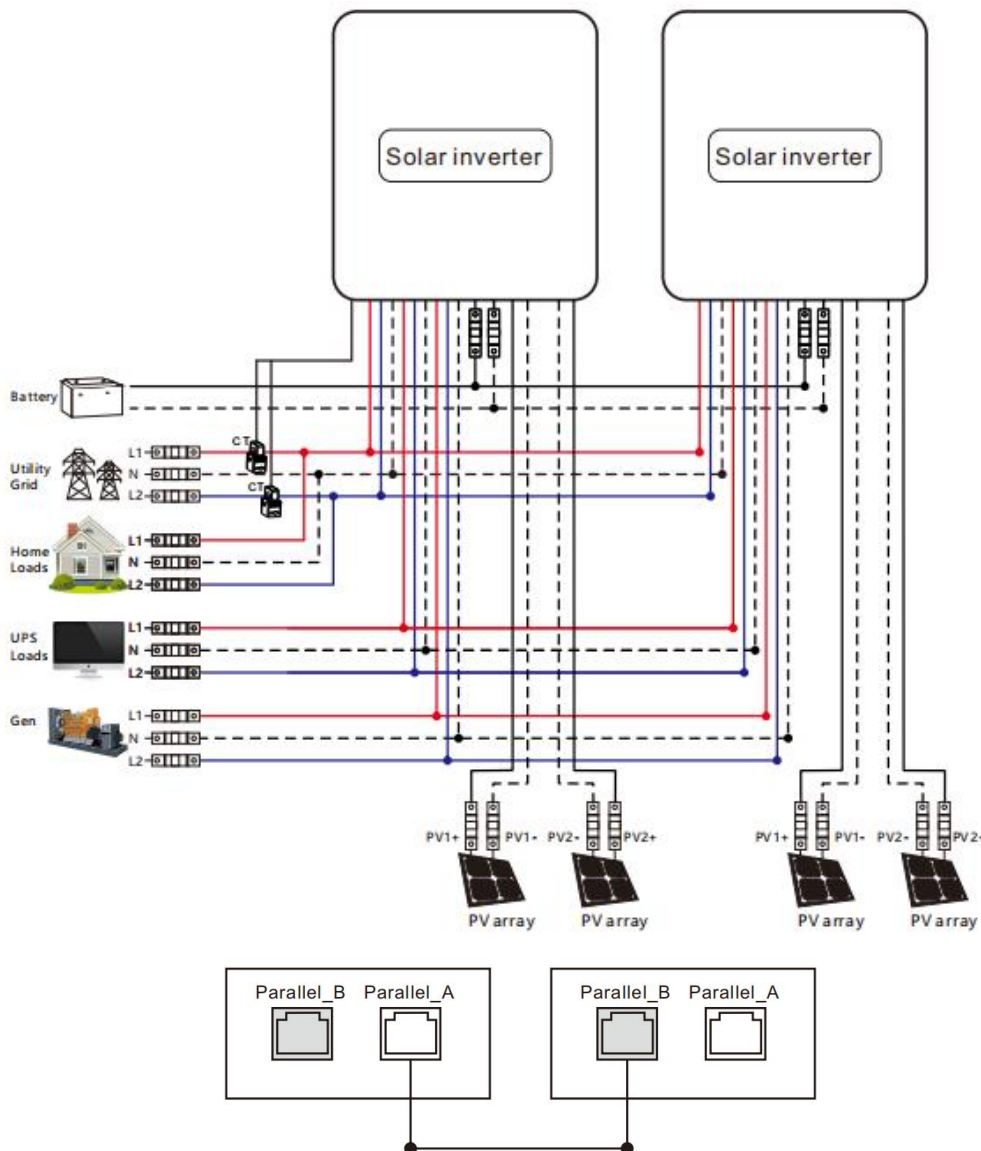 Solar inverter
Solar inverter
Battery
CT
CT
Utility
Grid
L1
N
L2
Home
Loads
L1
N
L2
UPS
Loads
L1
N
L2
Gen
L1
N
L2
PV1+
PV1-
PV2-
PV2+
PV1+
PV1-
PV2-
PV2+
PV array
PV array
PV array
PV array
Parallel_B
Parallel_A
Parallel_B
Parallel_A